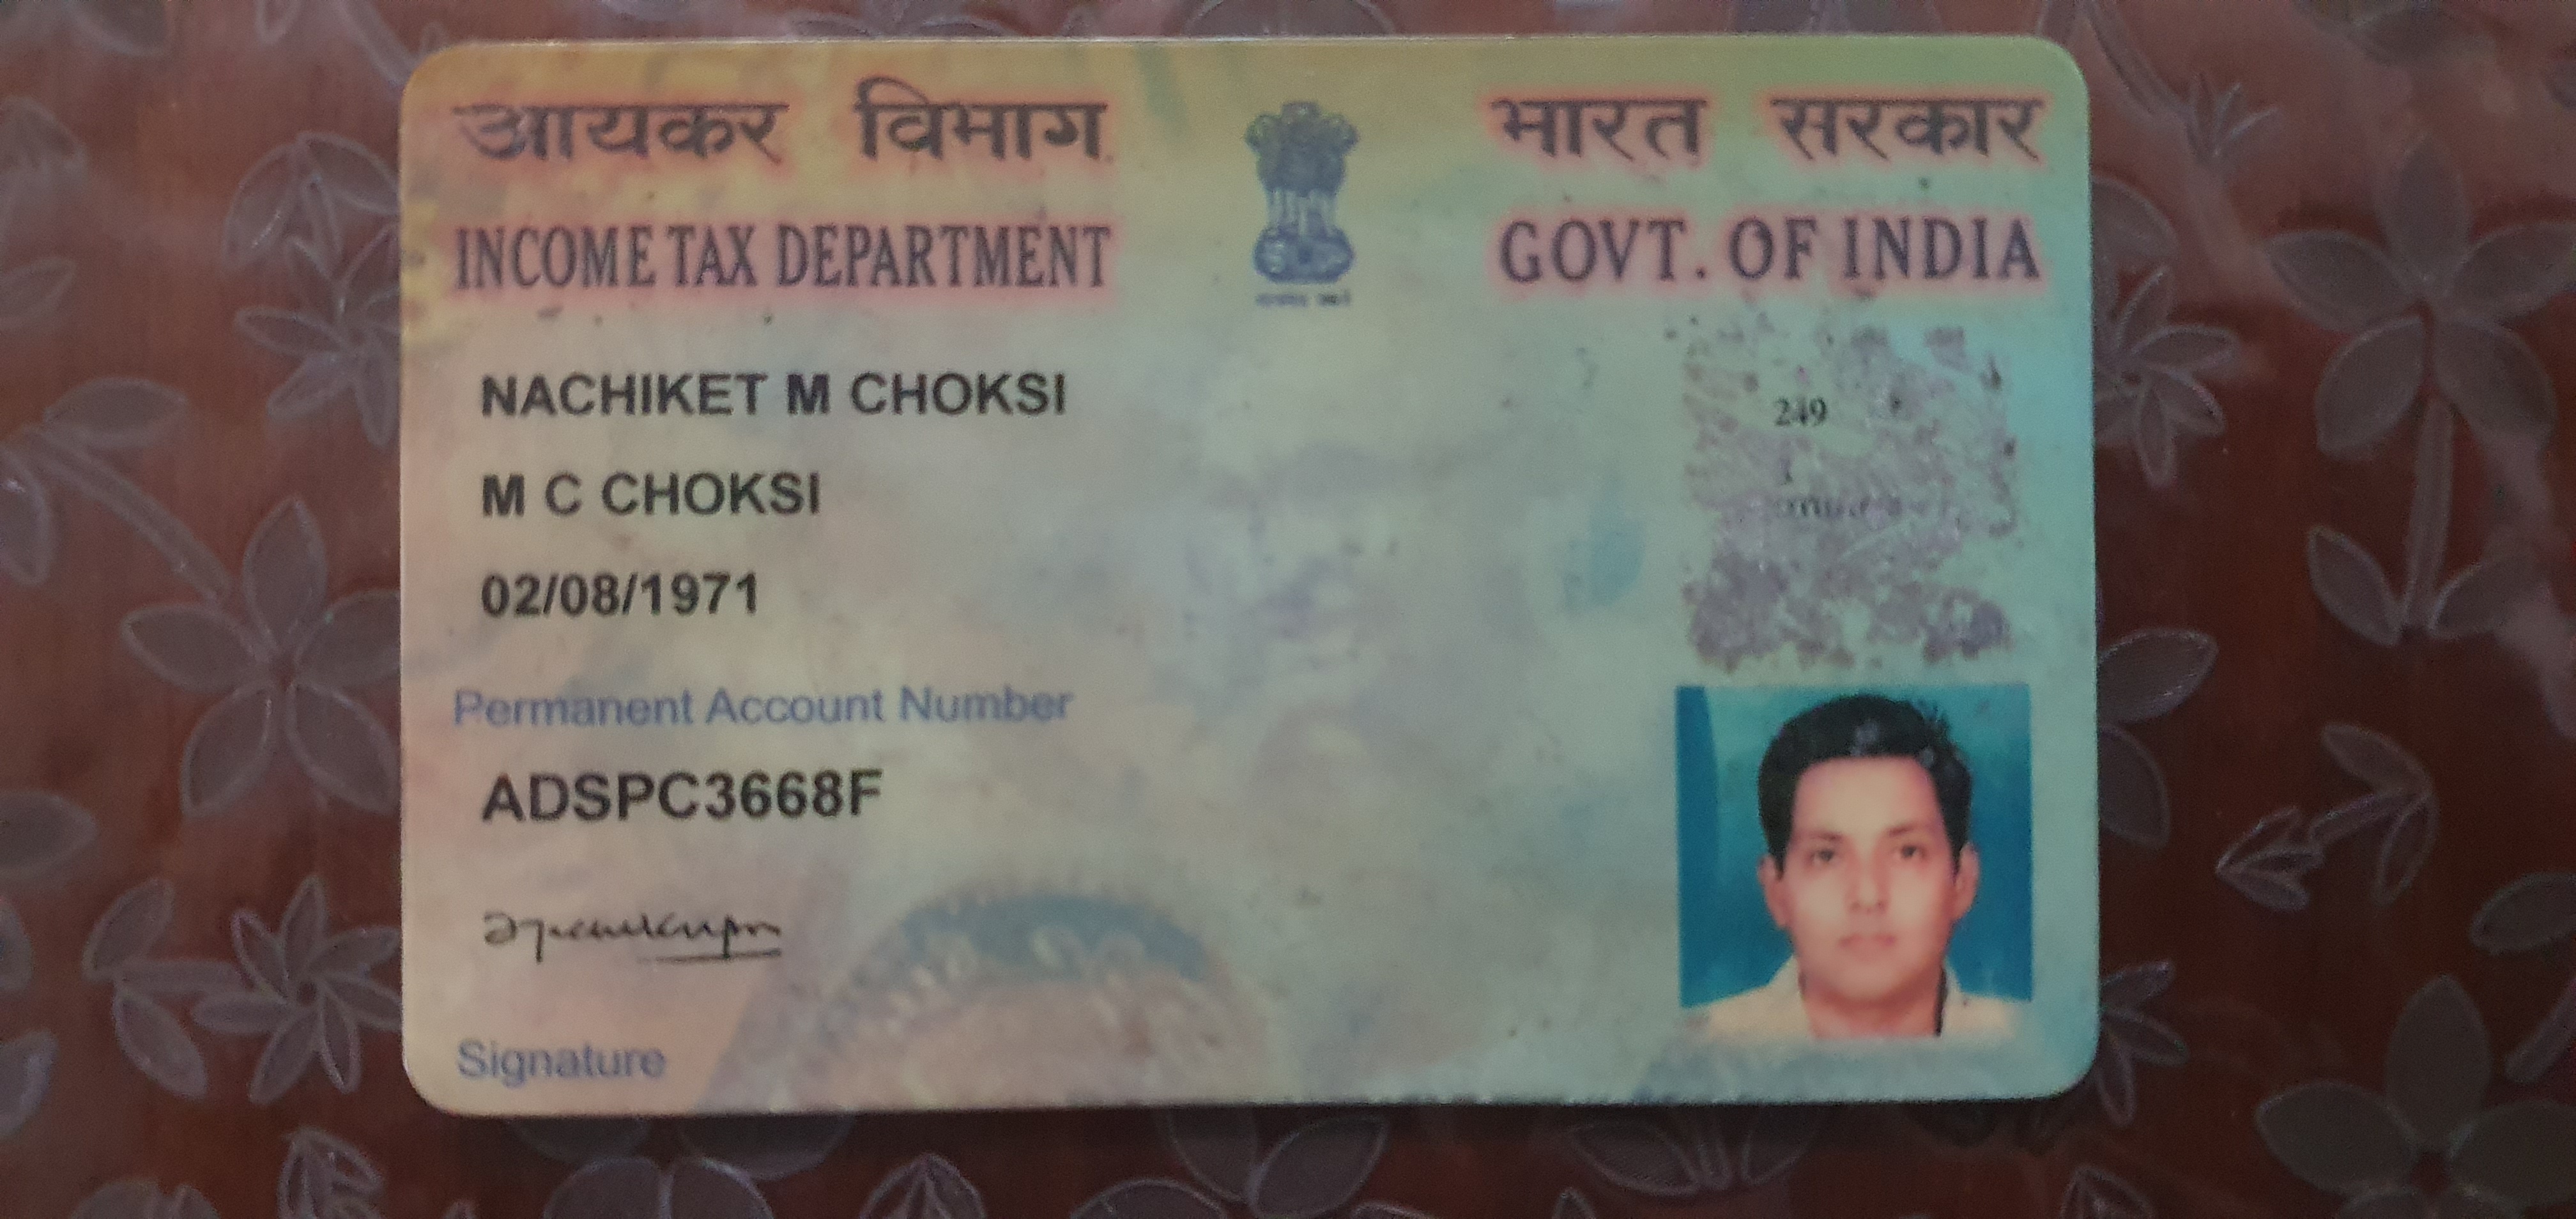 आयकर विभाग
INCOME TAX DEPARTMENT
भारत सरकार
GOVT. OF INDIA
NACHIKET M CHOKSI
M C CHOKSI
02/08/1971
249
Permanent Account Number
ADSPC3668F
Signature